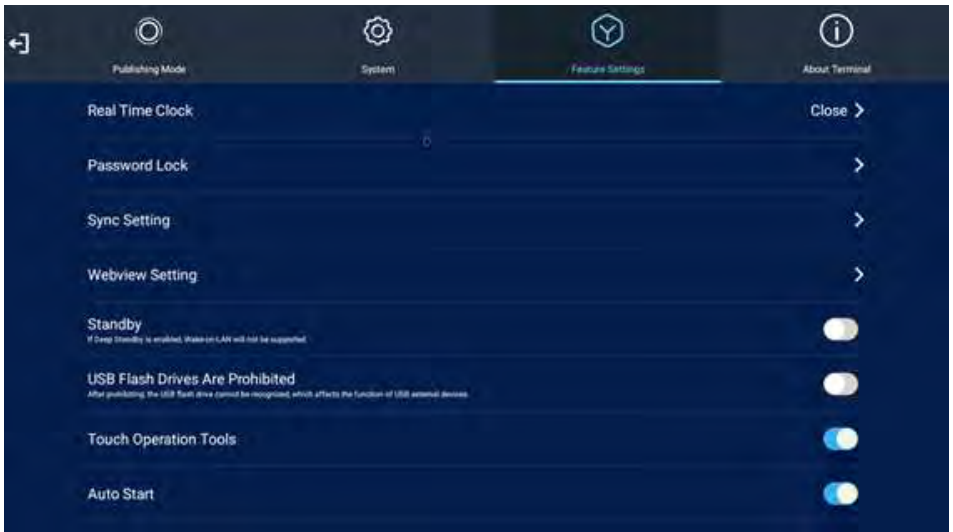 Publishing Mode
System
Feature Settings
About Terminal
Real Time Clock
Close
Password Lock
Sync Setting
Webview Setting
Standby
If Deep Standby is enabled, Wake-on-LAN will not be supported.
USB Flash Drives Are Prohibited
After prohibiting, the USB flash drive cannot be recognized, which affects the function of USB external devices.
Touch Operation Tools
Auto Start